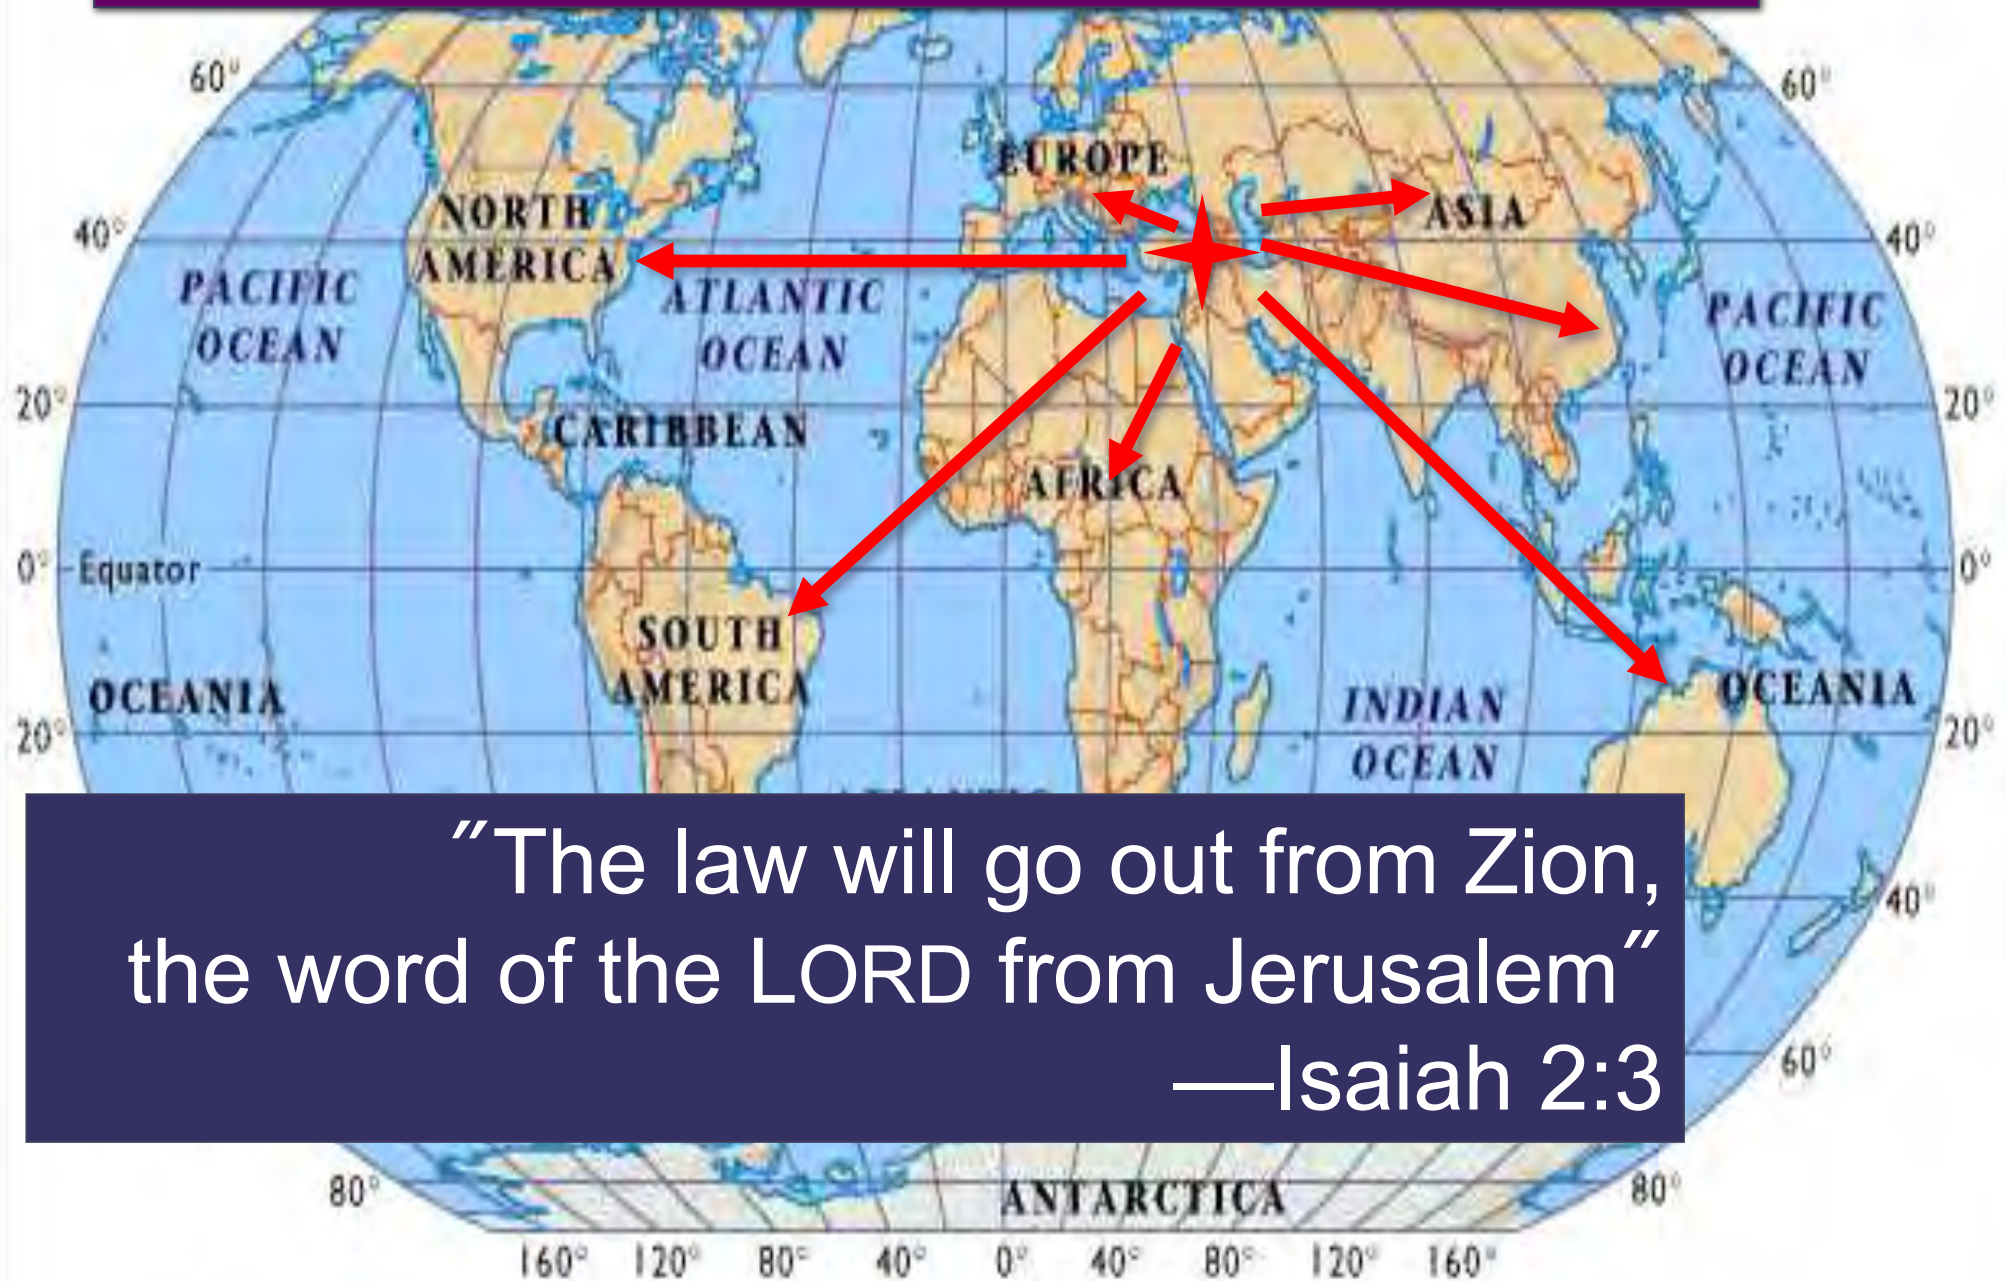 60°
60°
EUROPE
NORTH
AMERICA
ASIA
40°
40°
PACIFIC
OCEAN
ATLANTIC
OCEAN
PACIFIC
OCEAN
20°
20°
CARIBBEAN
AFRICA
0°
Equator
0°
SOUTH
AMERICA
OCEANIA
INDIAN
OCEAN
OCEANIA
20°
20°
"The law will go out from Zion,
the word of the LORD from Jerusalem"
—Isaiah 2:3
40°
60°
80°
80°
ANTARCTICA
160° 120° 80° 40° 0° 40° 80° 120° 160°